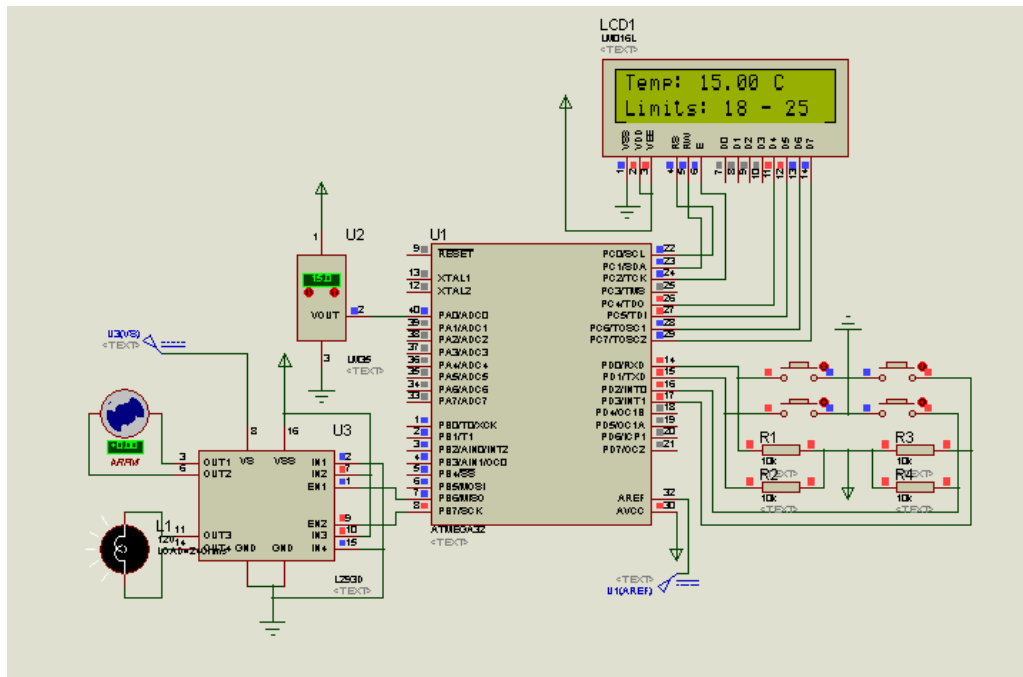 LCD1
LM016L
<TEXT>
Temp: 15.00 C
Limits: 18 - 25
VSS VDD VEE RS RW E D0 D1 D2 D3 D4 D5 D6 D7
1 2 3 4 5 6 7 8 9 10 11 12 13 14
U2
1
15.0
VOUT
2
3
LM35
<TEXT>
U1
9 RESET
13 XTAL1
12 XTAL2
40 PA0/ADC0
39 PA1/ADC1
38 PA2/ADC2
37 PA3/ADC3
36 PA4/ADC4
35 PA5/ADC5
34 PA6/ADC6
33 PA7/ADC7
1 PB0/T0/XCK
2 PB1/T1
3 PB2/AIN0/INT2
4 PB3/AIN1/OC0
5 PB4/SS
6 PB5/MOSI
7 PB6/MISO
8 PB7/SCK
PC0/SCL 22
PC1/SDA 23
PC2/TCK 24
PC3/TMS 25
PC4/TDO 26
PC5/TDI 27
PC6/TOSC1 28
PC7/TOSC2 29
PD0/RXD 14
PD1/TXD 15
PD2/INT0 16
PD3/INT1 17
PD4/OC1B 18
PD5/OC1A 19
PD6/ICP1 20
PD7/OC2 21
AREF 32
AVCC 30
ATMEGA32
<TEXT>
U3(VS)
<TEXT>
U3
8 16
3 OUT1 VS VSS IN1 2
6 OUT2 IN2 7
EN1 1
EN2 9
11 OUT3 IN3 10
14 OUT4 GND GND IN4 15
L293D
<TEXT>
L1
12V
R1
10k
<TEXT>
R3
10k
<TEXT>
R2
10k
<TEXT>
R4
10k
<TEXT>
<TEXT>
U1(AREF)